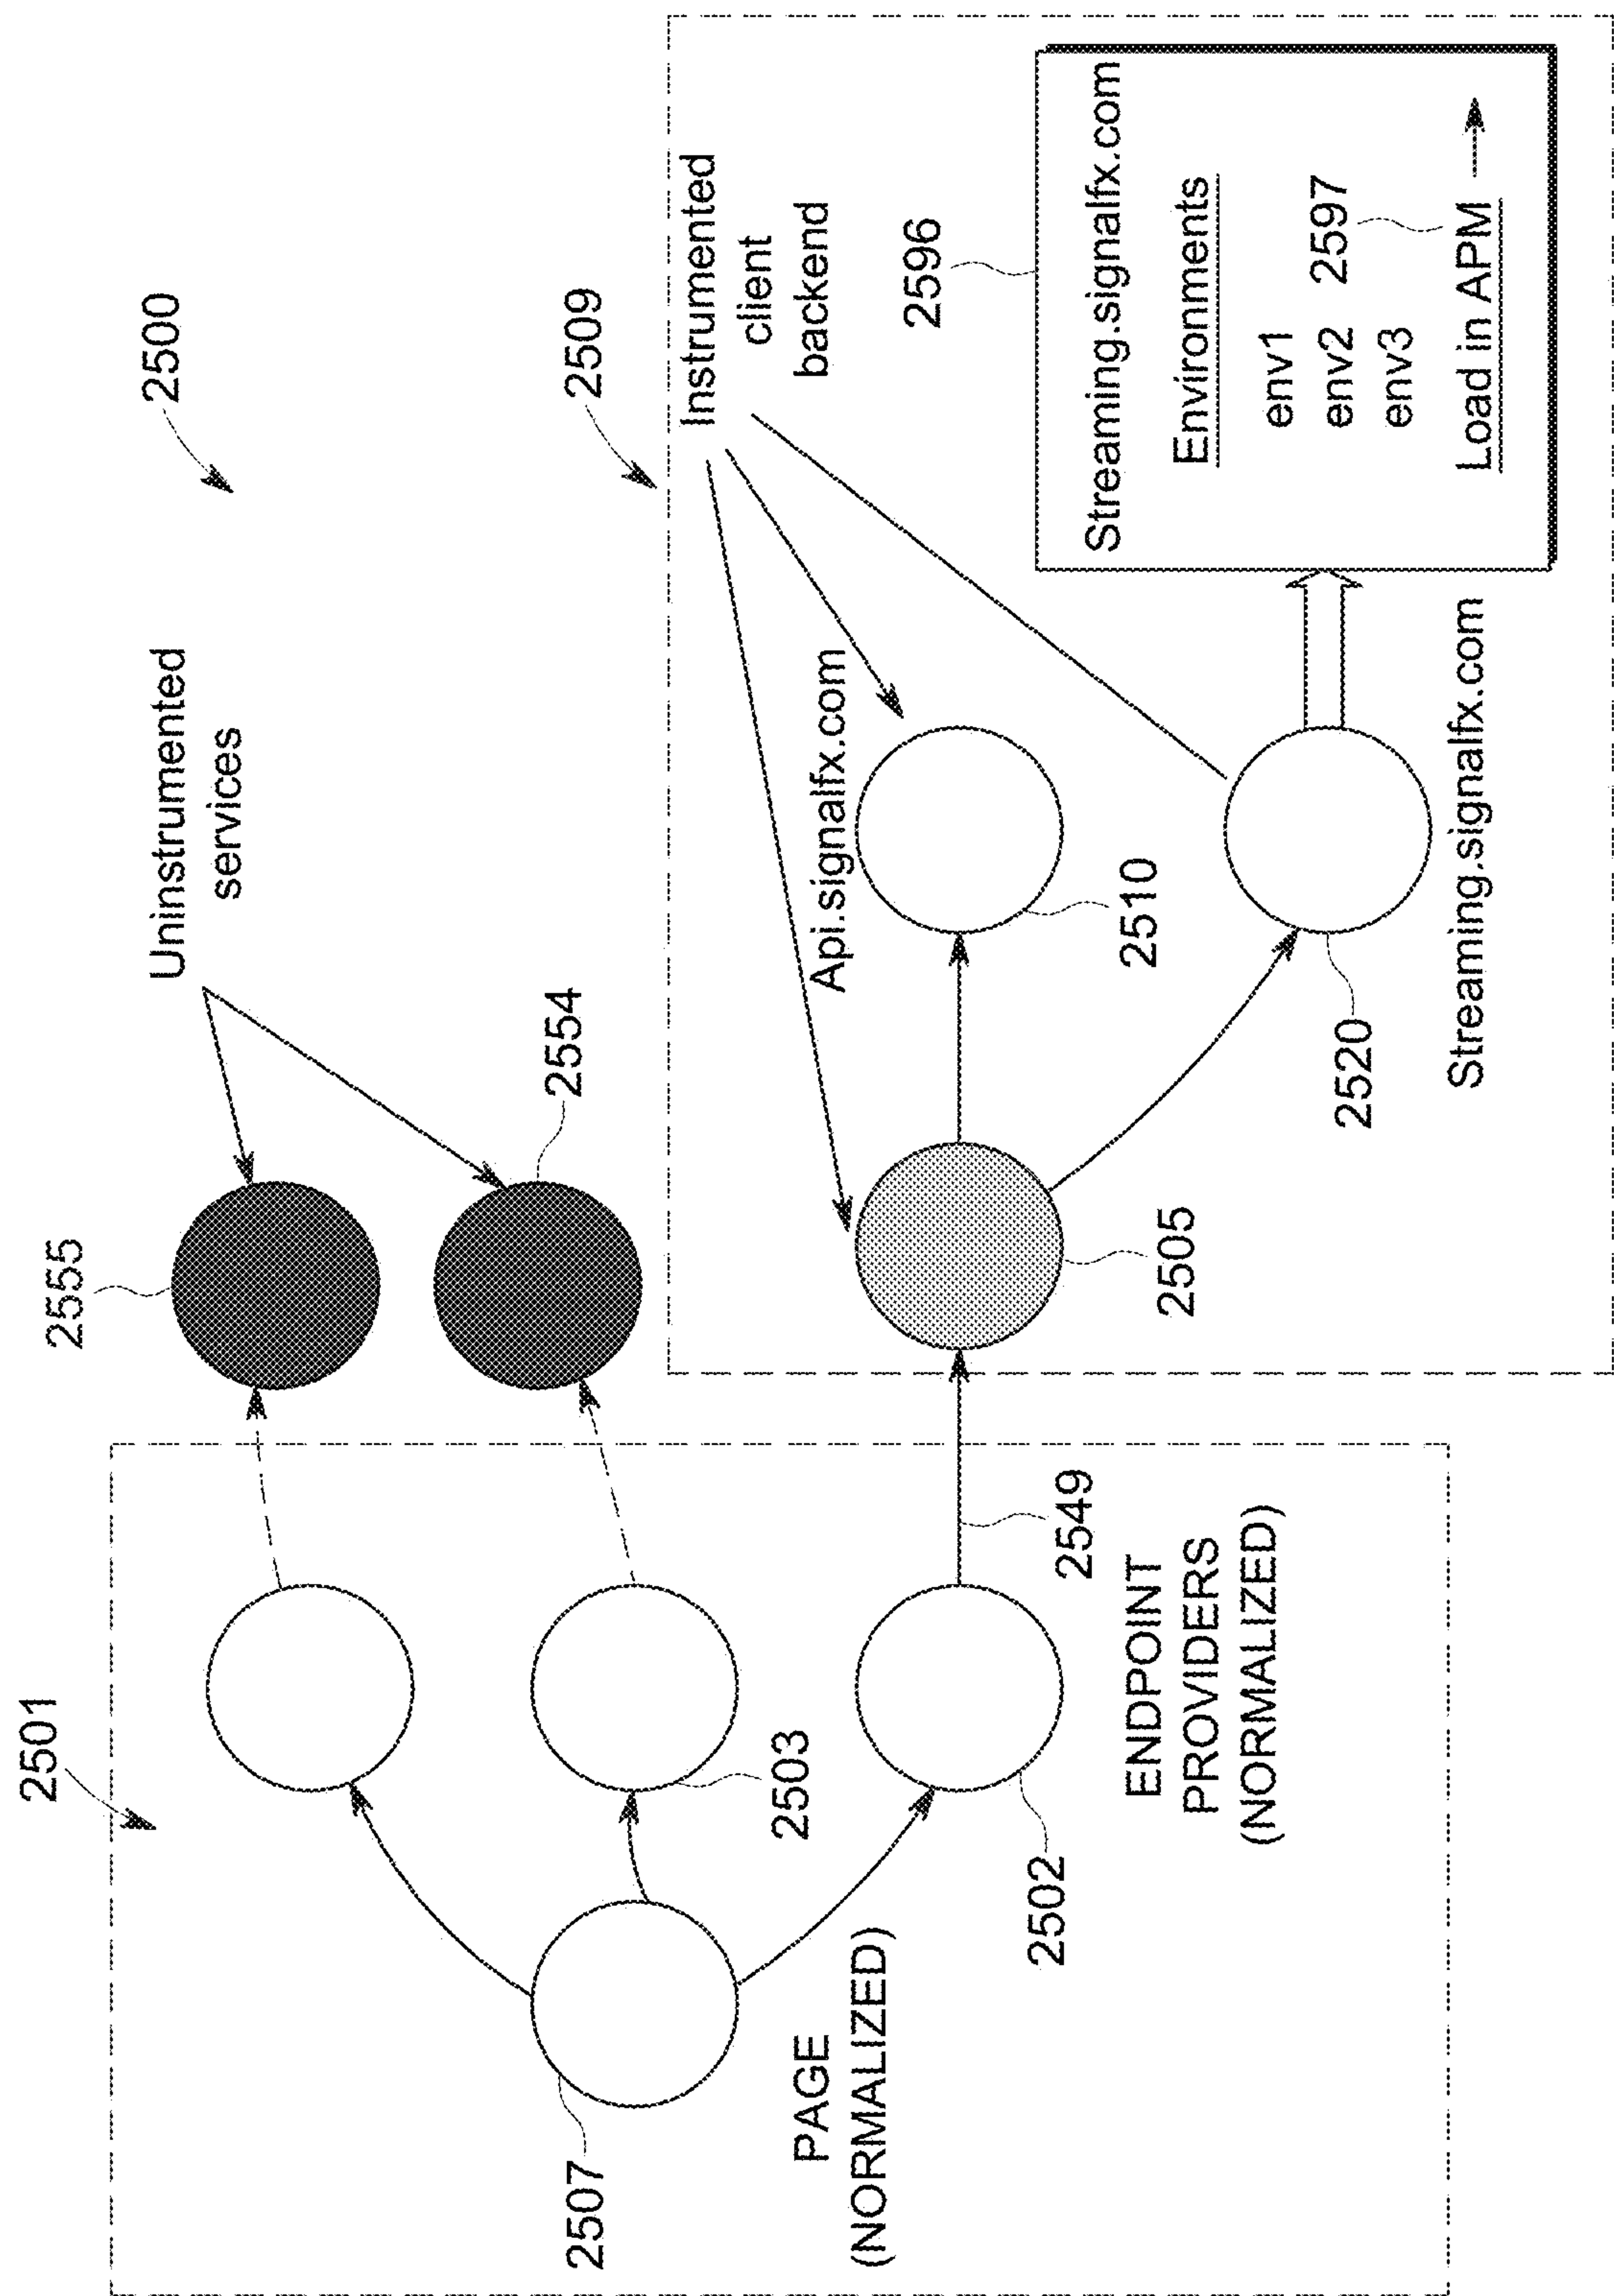 2500
2501
2555
Uninstrumented
services
2554
2509
Instrumented
client
backend
2507
PAGE
(NORMALIZED)
2503
2502
ENDPOINT
PROVIDERS
(NORMALIZED)
2549
2505
Api.signalfx.com
2510
2520
Streaming.signalfx.com
2596
Streaming.signalfx.com
Environments
env1
env2
2597
env3
Load in APM